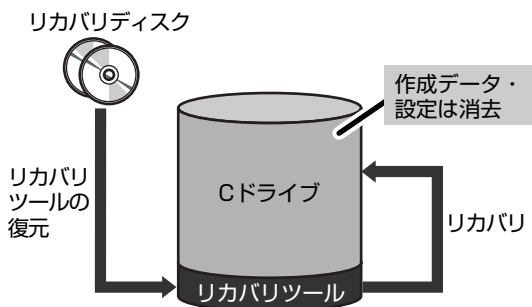 リカバリディスク
作成データ・
設定は消去
リカバリ
ツールの
復元
Cドライブ
リカバリ
リカバリツール